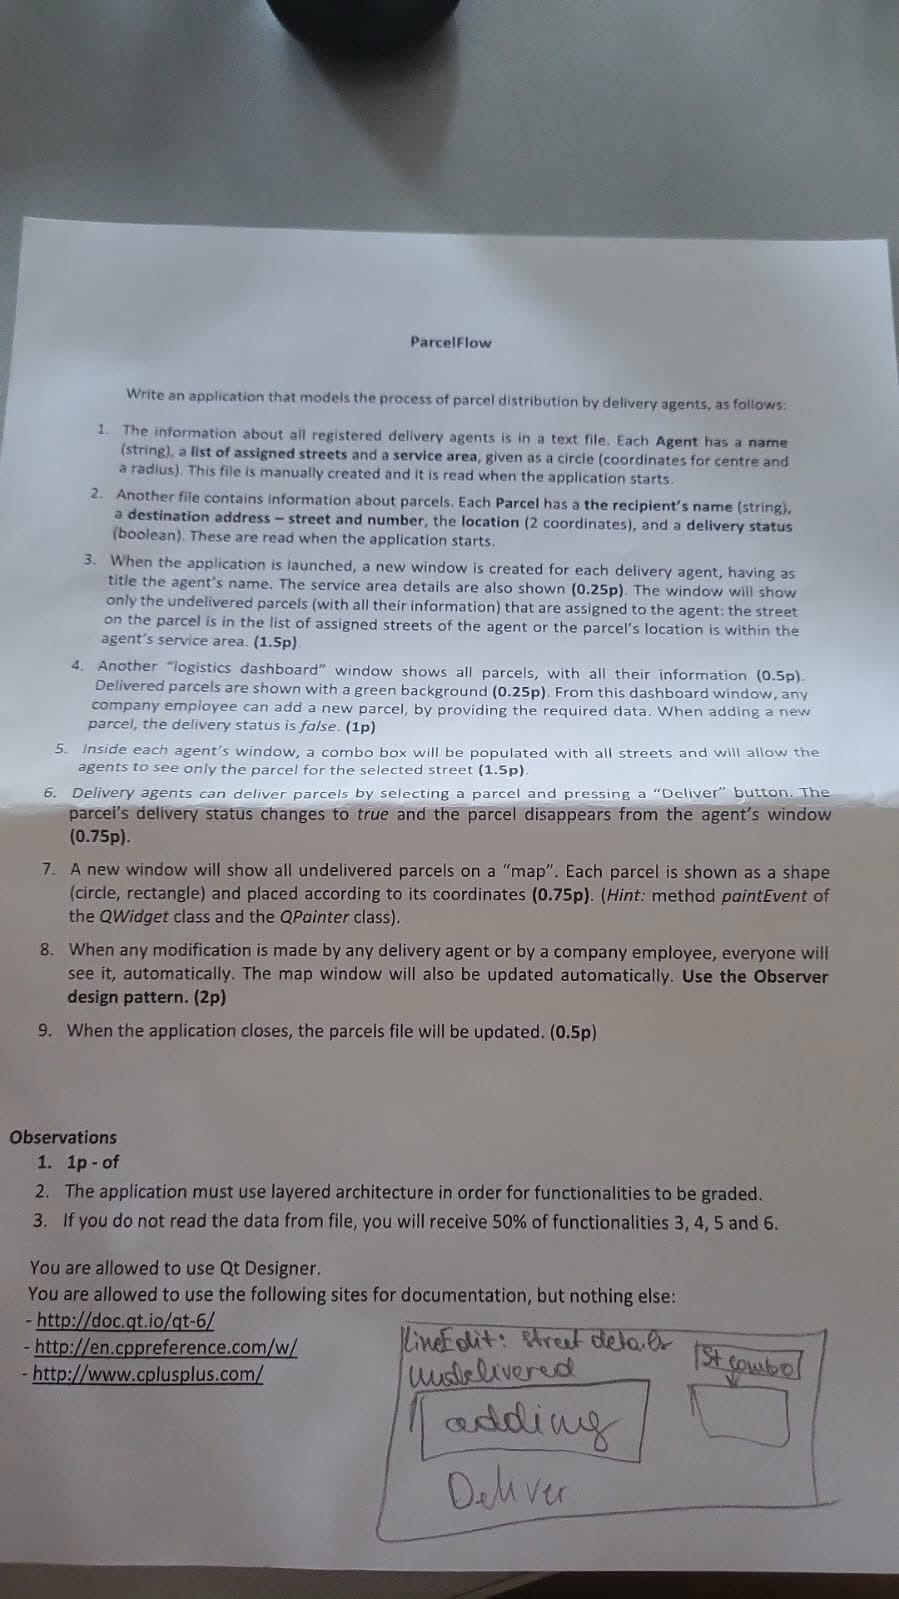 ParcelFlow
Write an application that models the process of parcel distribution by delivery agents, as follows:
1. The information about all registered delivery agents is in a text file. Each Agent has a name
(string), a list of assigned streets and a service area, given as a circle (coordinates for centre and
a radius). This file is manually created and it is read when the application starts.
2. Another file contains information about parcels. Each Parcel has a the recipient's name (string),
a destination address – street and number, the location (2 coordinates), and a delivery status
(boolean). These are read when the application starts.
3. When the application is launched, a new window is created for each delivery agent, having as
title the agent's name. The service area details are also shown (0.25p). The window will show
only the undelivered parcels (with all their information) that are assigned to the agent: the street
on the parcel is in the list of assigned streets of the agent or the parcel's location is within the
agent's service area. (1.5p)
4. Another "logistics dashboard" window shows all parcels, with all their information (0.5p).
Delivered parcels are shown with a green background (0.25p). From this dashboard window, any
company employee can add a new parcel, by providing the required data. When adding a new
parcel, the delivery status is false. (1p)
5. Inside each agent's window, a combo box will be populated with all streets and will allow the
agents to see only the parcel for the selected street (1.5p).
6. Delivery agents can deliver parcels by selecting a parcel and pressing a "Deliver" button. The
parcel's delivery status changes to true and the parcel disappears from the agent's window
(0.75p).
7. A new window will show all undelivered parcels on a "map". Each parcel is shown as a shape
(circle, rectangle) and placed according to its coordinates (0.75p). (Hint: method paintEvent of
the QWidget class and the QPainter class).
8. When any modification is made by any delivery agent or by a company employee, everyone will
see it, automatically. The map window will also be updated automatically. Use the Observer
design pattern. (2p)
9. When the application closes, the parcels file will be updated. (0.5p)
Observations
1. 1p - of
2. The application must use layered architecture in order for functionalities to be graded.
3. If you do not read the data from file, you will receive 50% of functionalities 3, 4, 5 and 6.
You are allowed to use Qt Designer.
You are allowed to use the following sites for documentation, but nothing else:
- http://doc.qt.io/qt-6/
- http://en.cppreference.com/w/
- http://www.cplusplus.com/
lineEdit: street details
St combo
Undelivered
adding
Deliver